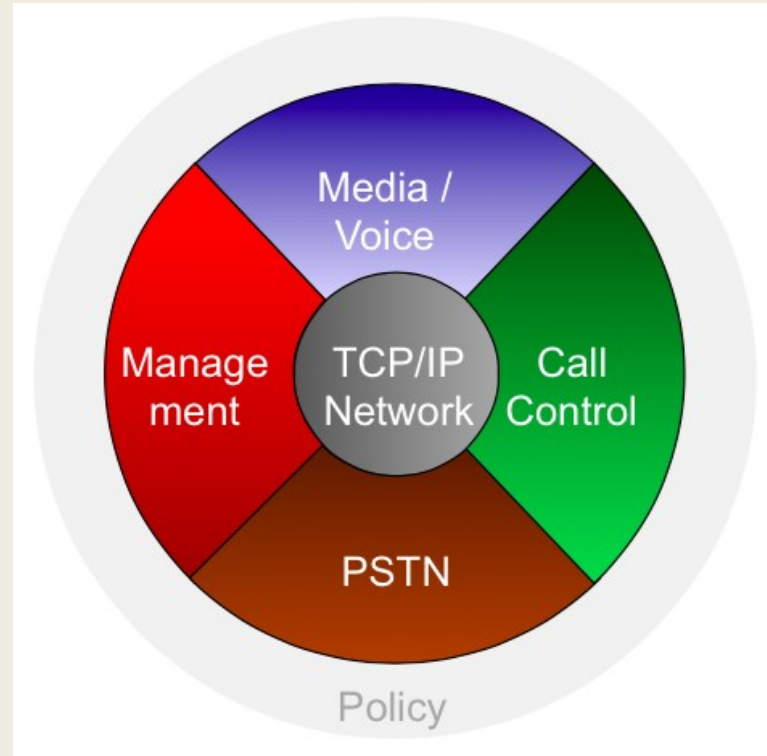 Media /
Voice
Manage
ment
TCP/IP
Network
Call
Control
PSTN
Policy